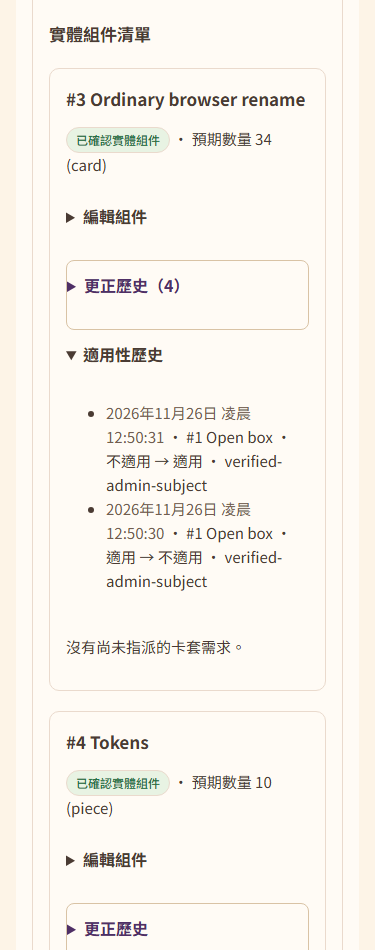 實體組件清單
#3 Ordinary browser rename
已確認實體組件 · 預期數量 34
(card)
▶ 編輯組件
▶ 更正歷史（4）
▼ 適用性歷史
• 2026年11月26日 凌晨
12:50:31 · #1 Open box ·
不適用 → 適用 · verified-
admin-subject
• 2026年11月26日 凌晨
12:50:30 · #1 Open box ·
適用 → 不適用 · verified-
admin-subject
沒有尚未指派的卡套需求。
#4 Tokens
已確認實體組件 · 預期數量 10
(piece)
▶ 編輯組件
▶ 更正歷史